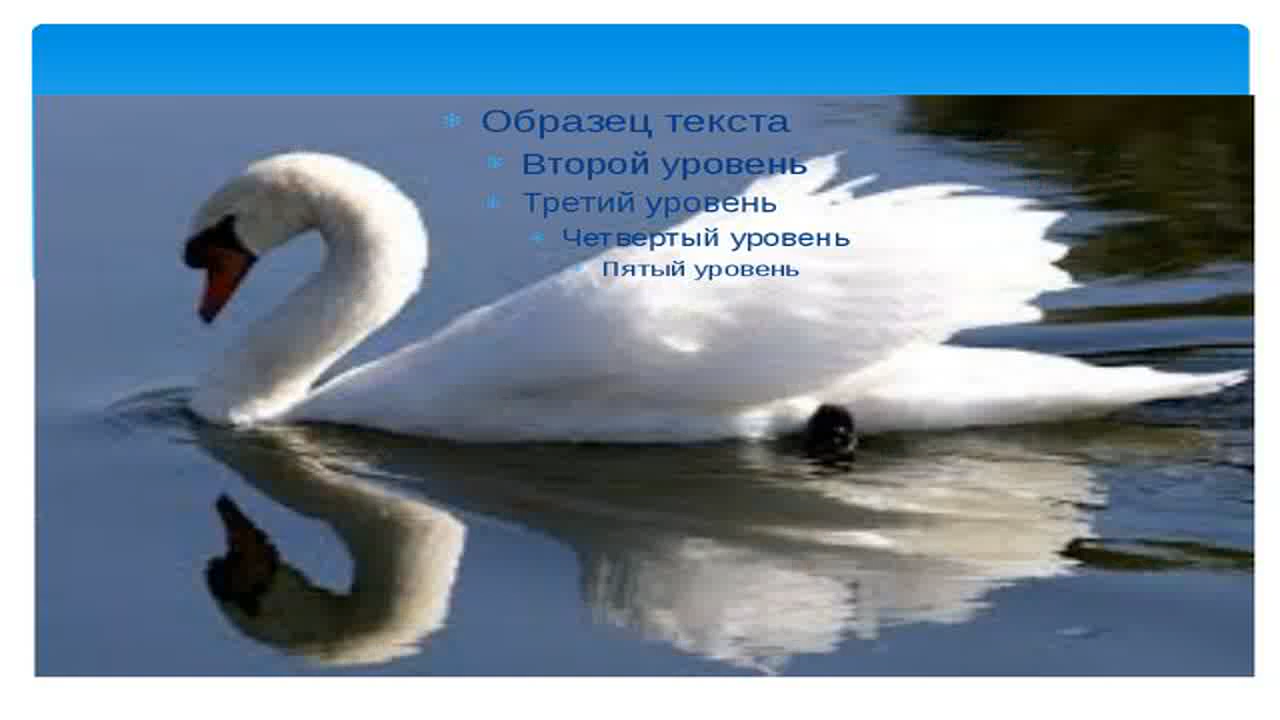 Образец текста
Второй уровень
Третий уровень
Четвертый уровень
Пятый уровень